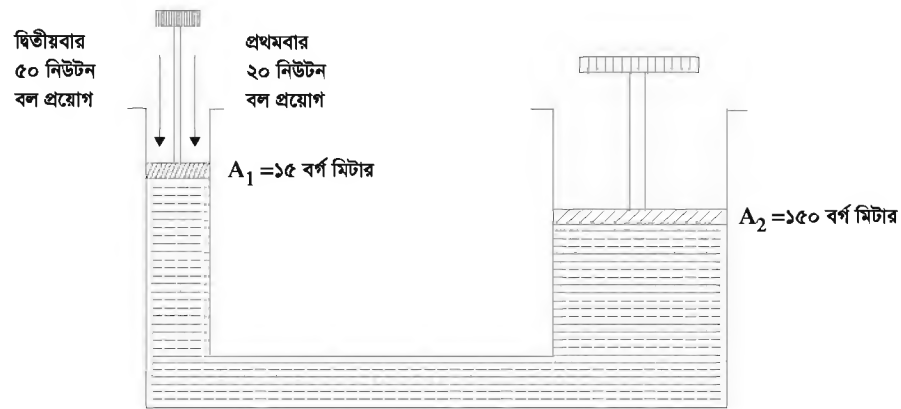 দ্বিতীয়বার
৫০ নিউটন
বল প্রয়োগ
প্রথমবার
২০ নিউটন
বল প্রয়োগ
A₁ =১৫ বর্গ মিটার
A₂ =১৫০ বর্গ মিটার